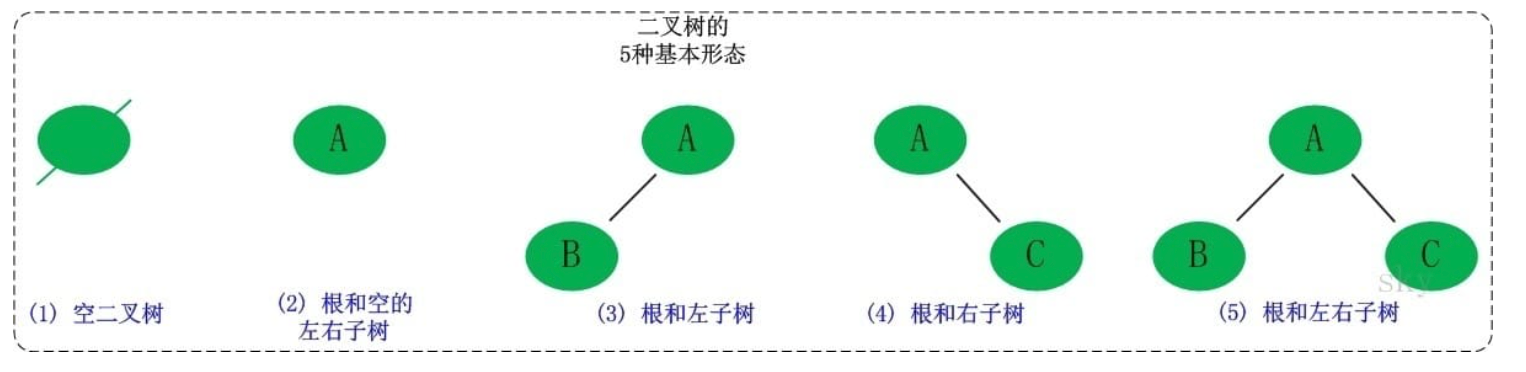 二叉树的
5种基本形态
A
A
A
A
B
C
B
C
sky
(1) 空二叉树
(2) 根和空的
左右子树
(3) 根和左子树
(4) 根和右子树
(5) 根和左右子树